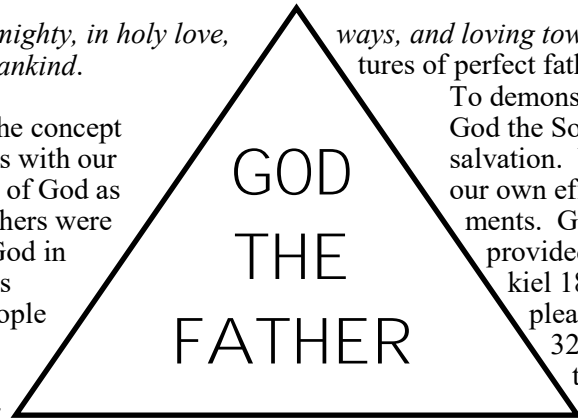 mighty, in holy love,
ankind.
he concept
s with our
of God as
hers were
God in
s
ople
GOD
THE
FATHER
ways, and loving tow
tures of perfect fath
To demons
God the So
salvation.
our own ef
ments. G
provided
kiel 18
plea
32
t